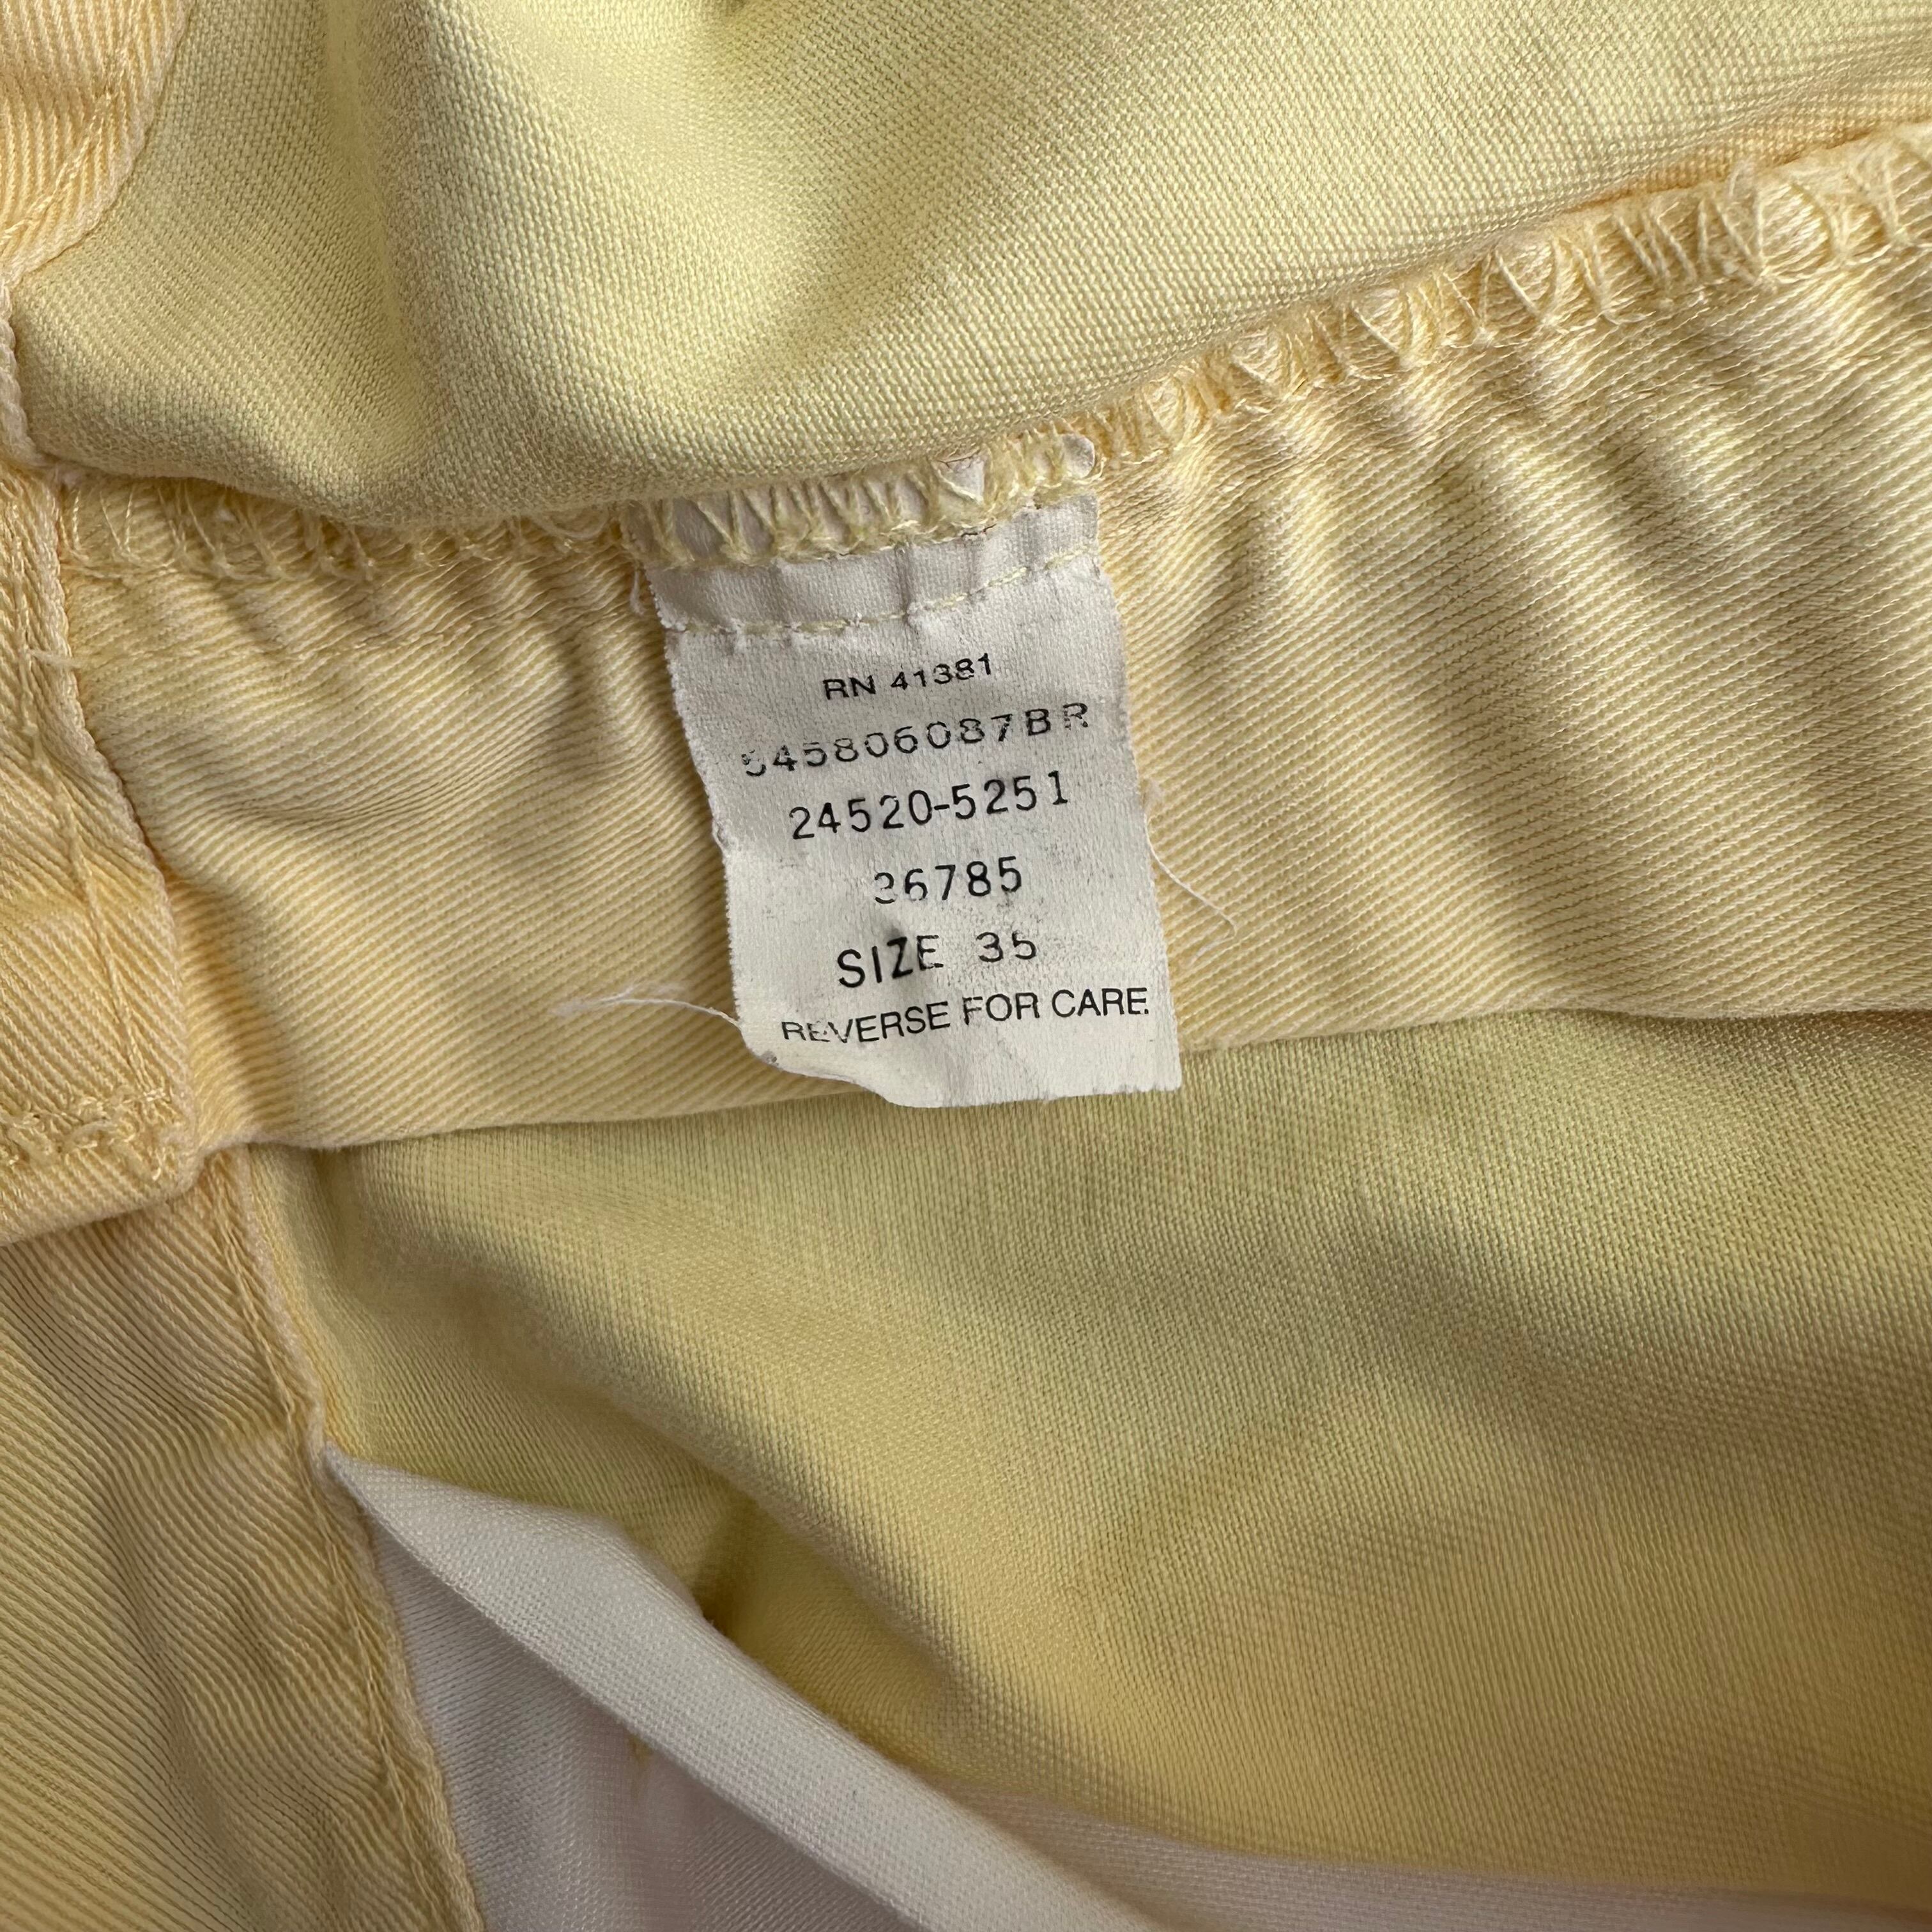 RN 41381
545806087BR
24520-5251
36785
SIZE 35
REVERSE FOR CARE